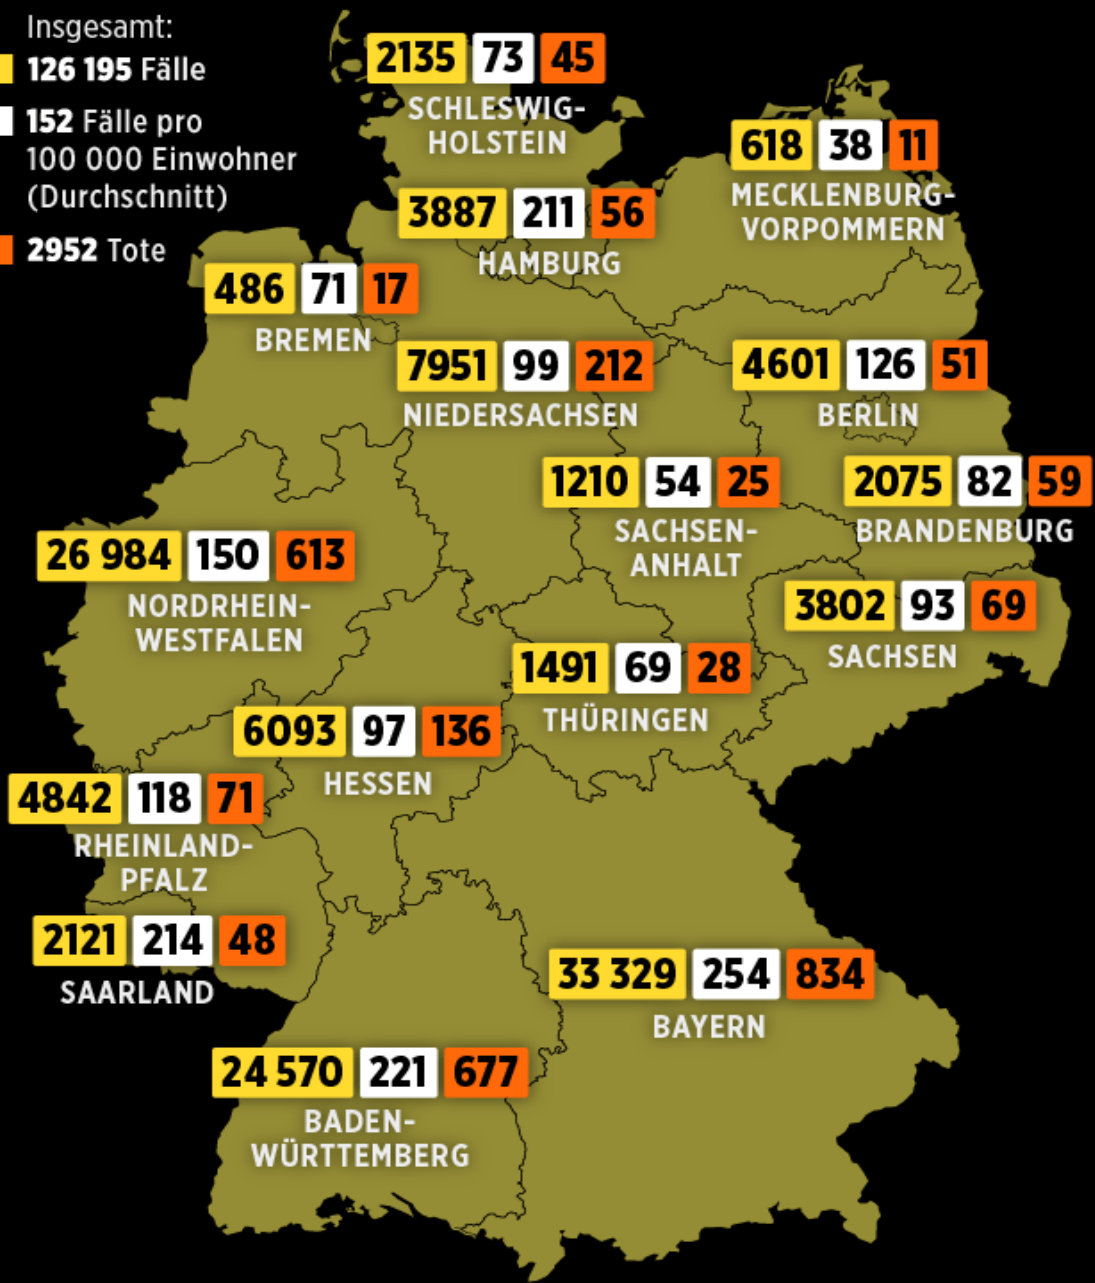 Insgesamt:
126 195 Fälle
152 Fälle pro
100 000 Einwohner
(Durchschnitt)
2952 Tote
2135 73 45
SCHLESWIG-
HOLSTEIN
618 38 11
MECKLENBURG-
VORPOMMERN
3887 211 56
HAMBURG
486 71 17
BREMEN
7951 99 212
NIEDERSACHSEN
4601 126 51
BERLIN
1210 54 25
SACHSEN-
ANHALT
2075 82 59
BRANDENBURG
26 984 150 613
NORDRHEIN-
WESTFALEN
3802 93 69
SACHSEN
1491 69 28
THÜRINGEN
6093 97 136
HESSEN
4842 118 71
RHEINLAND-
PFALZ
2121 214 48
SAARLAND
33 329 254 834
BAYERN
24 570 221 677
BADEN-
WÜRTTEMBERG